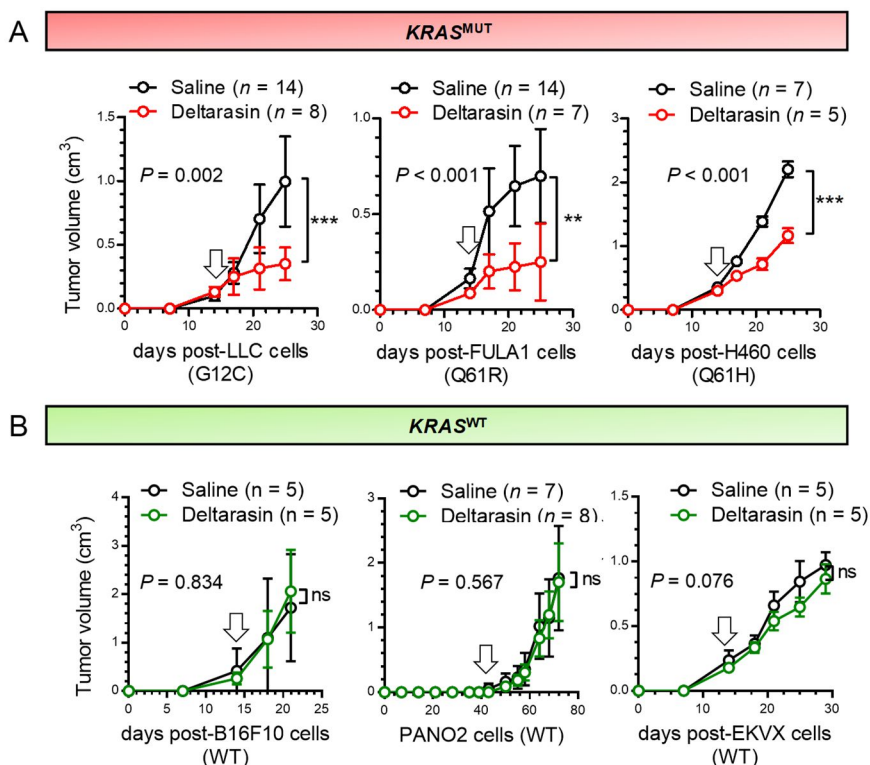 A
KRASMUT
Saline (n = 14)
Deltarasin (n = 8)
Tumor volume (cm3)
1.5
1.0
0.5
0.0
P = 0.002
***
0 10 20 30
days post-LLC cells
(G12C)
Saline (n = 14)
Deltarasin (n = 7)
1.0
0.5
0.0
P < 0.001
**
0 10 20 30
days post-FULA1 cells
(Q61R)
Saline (n = 7)
Deltarasin (n = 5)
3
2
1
0
P < 0.001
***
0 10 20 30
days post-H460 cells
(Q61H)
B
KRASWT
Saline (n = 5)
Deltarasin (n = 5)
Tumor volume (cm3)
4
3
2
1
0
P = 0.834
ns
0 5 10 15 20 25
days post-B16F10 cells
(WT)
Saline (n = 7)
Deltarasin (n = 8)
3
2
1
0
P = 0.567
ns
0 20 40 60 80
PANO2 cells (WT)
Saline (n = 5)
Deltarasin (n = 5)
1.5
1.0
0.5
0.0
P = 0.076
ns
0 10 20 30
days post-EKVX cells
(WT)